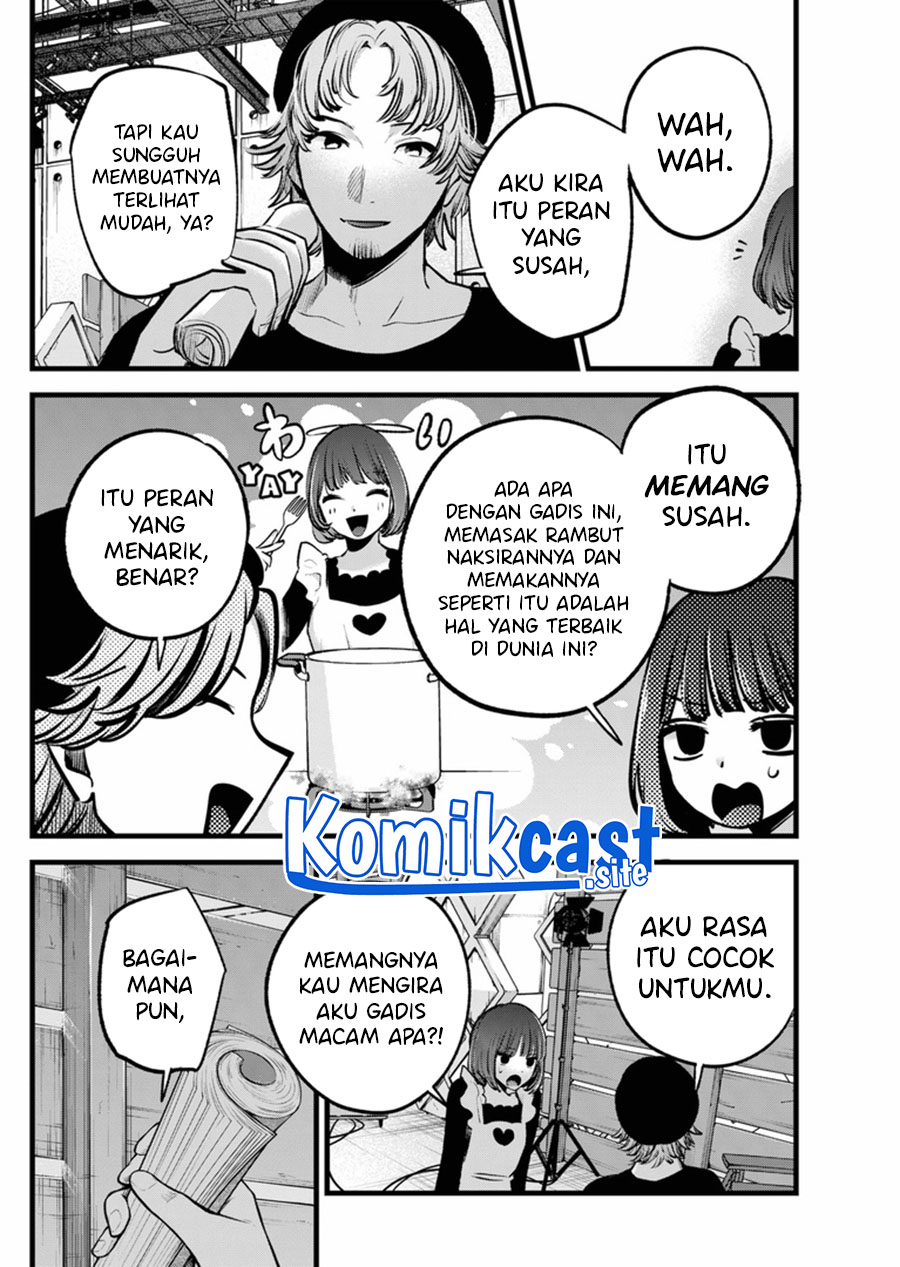 WAH,
WAH.
AKU KIRA
ITU PERAN
YANG
SUSAH,
TAPI KAU
SUNGGUH
MEMBUATNYA
TERLIHAT
MUDAH, YA?
ITU
MEMANG
SUSAH.
ADA APA
DENGAN GADIS INI,
MEMASAK RAMBUT
NAKSIRANNYA DAN
MEMAKANNYA
SEPERTI ITU ADALAH
HAL YANG TERBAIK
DI DUNIA INI?
わーい
YAY
ITU PERAN
YANG
MENARIK,
BENAR?
Komikcast
.site
AKU RASA
ITU COCOK
UNTUKMU.
MEMANGNYA
KAU MENGIRA
AKU GADIS
MACAM APA?!
BAGAI-
MANA
PUN,